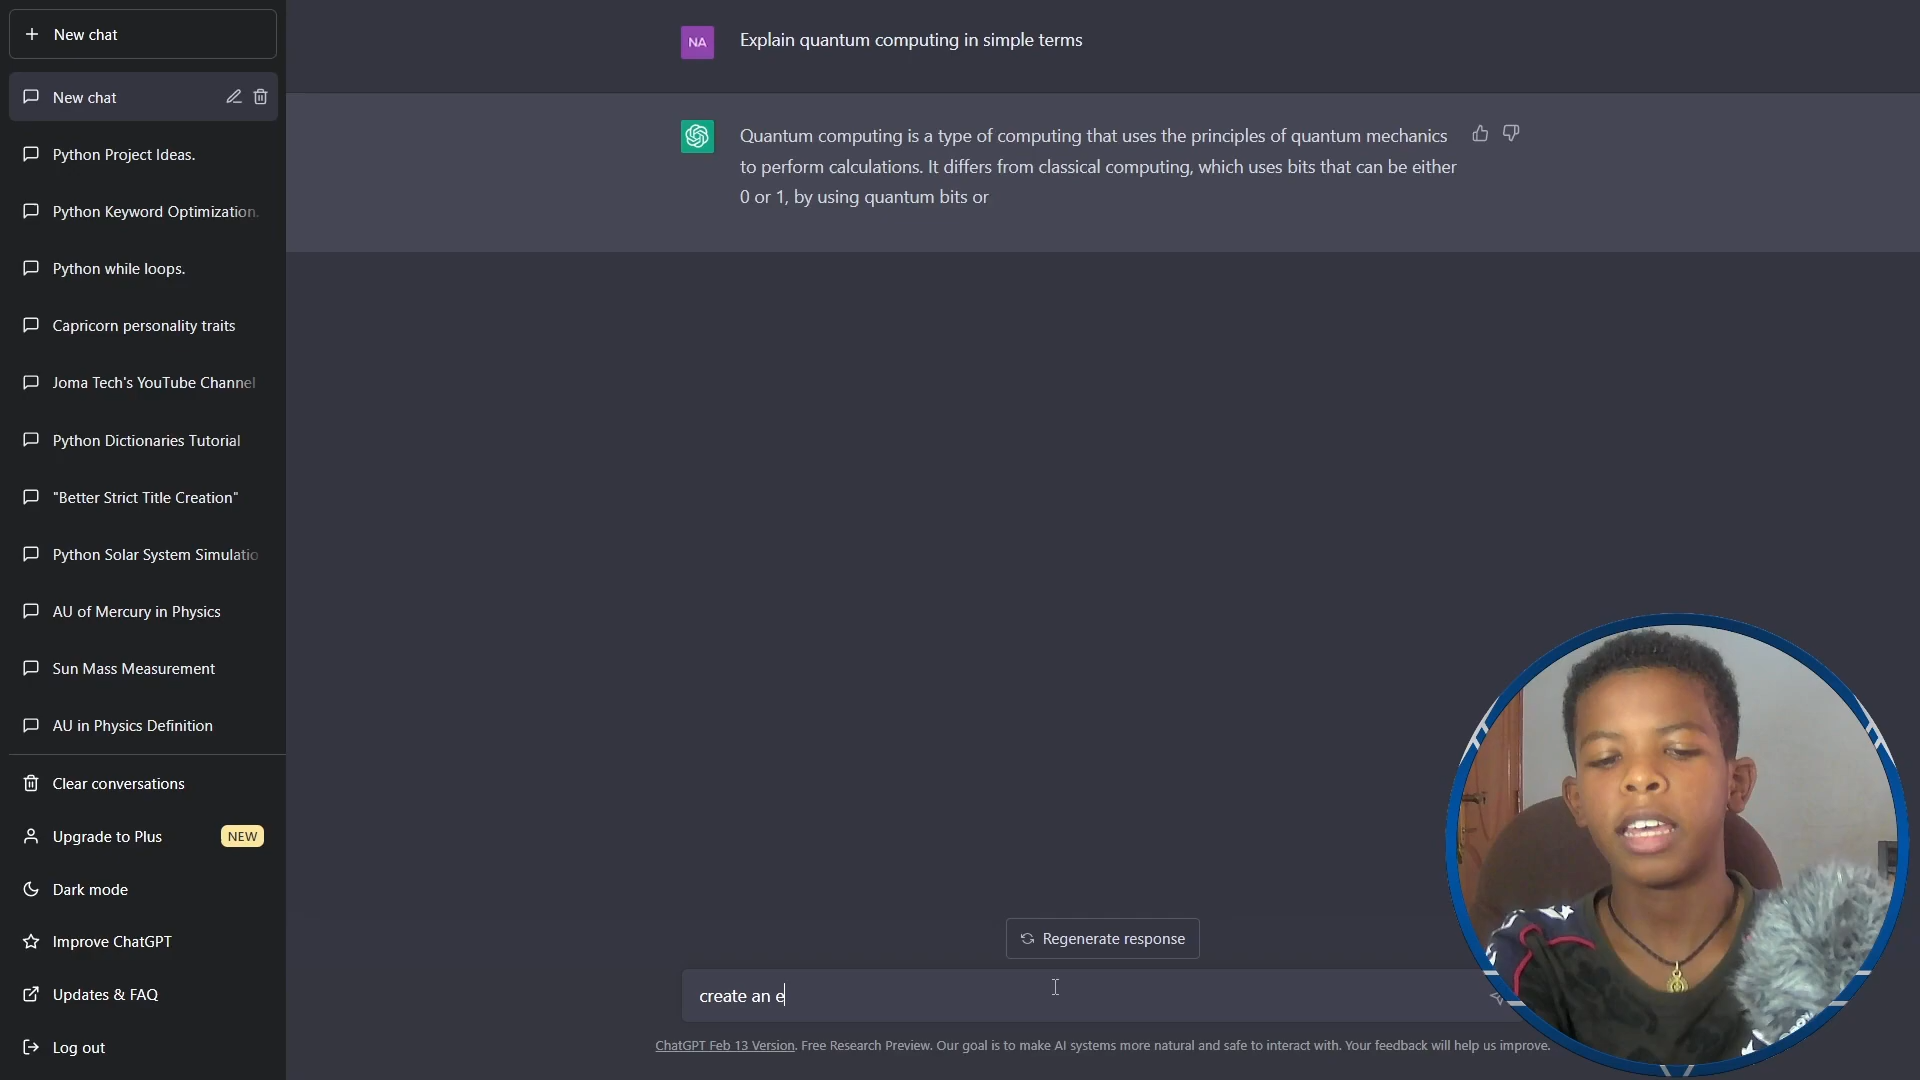 New chat
New chat
Python Project Ideas.
Python Keyword Optimization.
Python while loops.
Capricorn personality traits
Joma Tech's YouTube Channel
Python Dictionaries Tutorial
"Better Strict Title Creation"
Python Solar System Simulatio
AU of Mercury in Physics
Sun Mass Measurement
AU in Physics Definition
Clear conversations
Upgrade to Plus NEW
Dark mode
Improve ChatGPT
Updates & FAQ
Log out
NA Explain quantum computing in simple terms
Quantum computing is a type of computing that uses the principles of quantum mechanics
to perform calculations. It differs from classical computing, which uses bits that can be either
0 or 1, by using quantum bits or
Regenerate response
create an e
ChatGPT Feb 13 Version. Free Research Preview. Our goal is to make AI systems more natural and safe to interact with. Your feedback will help us improve.